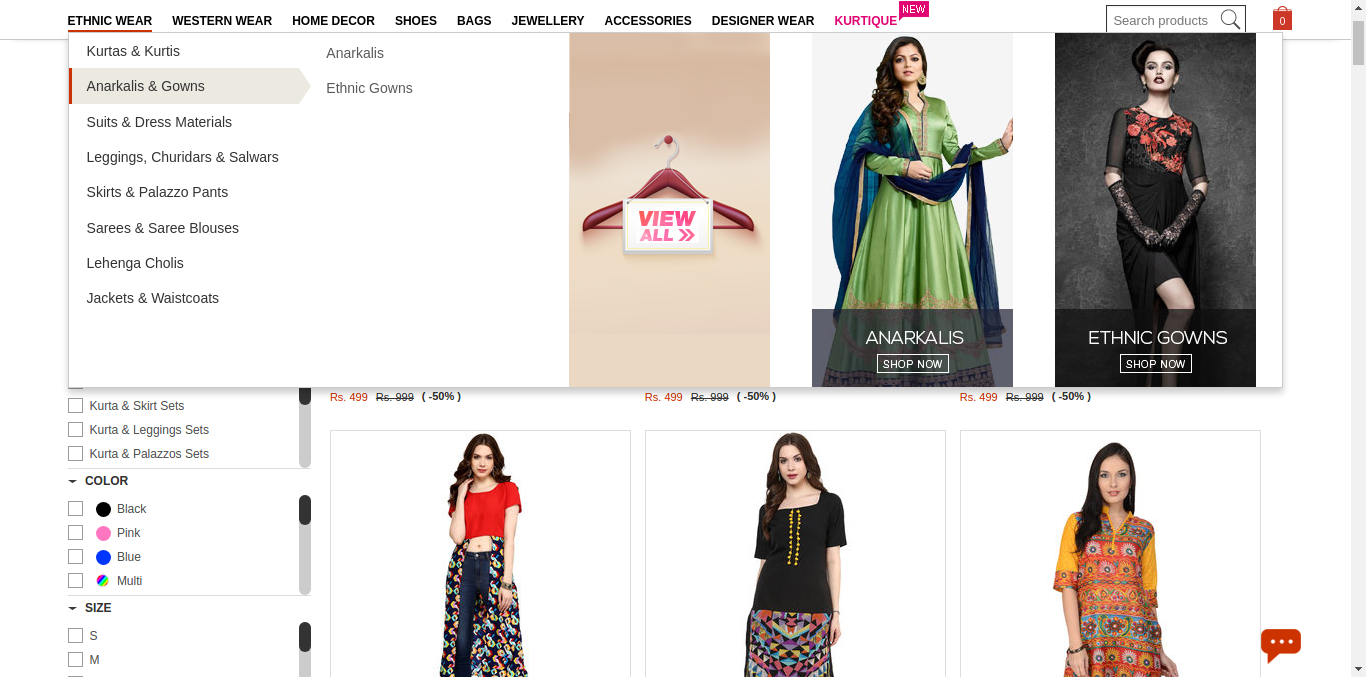 ETHNIC WEAR WESTERN WEAR HOME DECOR SHOES BAGS JEWELLERY ACCESSORIES DESIGNER WEAR KURTIQUE NEW
Search products
0
Kurtas & Kurtis
Anarkalis & Gowns
Suits & Dress Materials
Leggings, Churidars & Salwars
Skirts & Palazzo Pants
Sarees & Saree Blouses
Lehenga Cholis
Jackets & Waistcoats
Anarkalis
Ethnic Gowns
VIEW
ALL
ANARKALIS
SHOP NOW
ETHNIC GOWNS
SHOP NOW
Rs. 499 Rs. 999 ( -50% )
Rs. 499 Rs. 999 ( -50% )
Rs. 499 Rs. 999 ( -50% )
Kurta & Skirt Sets
Kurta & Leggings Sets
Kurta & Palazzos Sets
COLOR
Black
Pink
Blue
Multi
SIZE
S
M